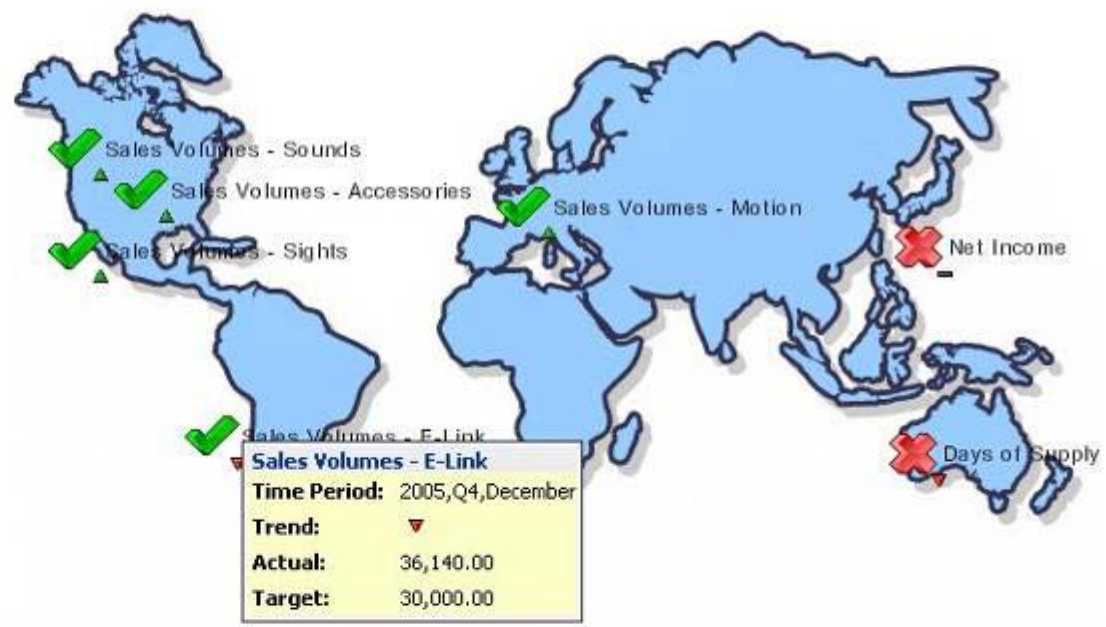 Sales Volumes - Sounds
Sales Volumes - Accessories
Sales Volumes - Motion
Sales Volumes - Sights
Net Income
Sales Volumes - E-Link
Days of Supply
Sales Volumes - E-Link
Time Period: 2005,Q4,December
Trend:
Actual: 36,140.00
Target: 30,000.00